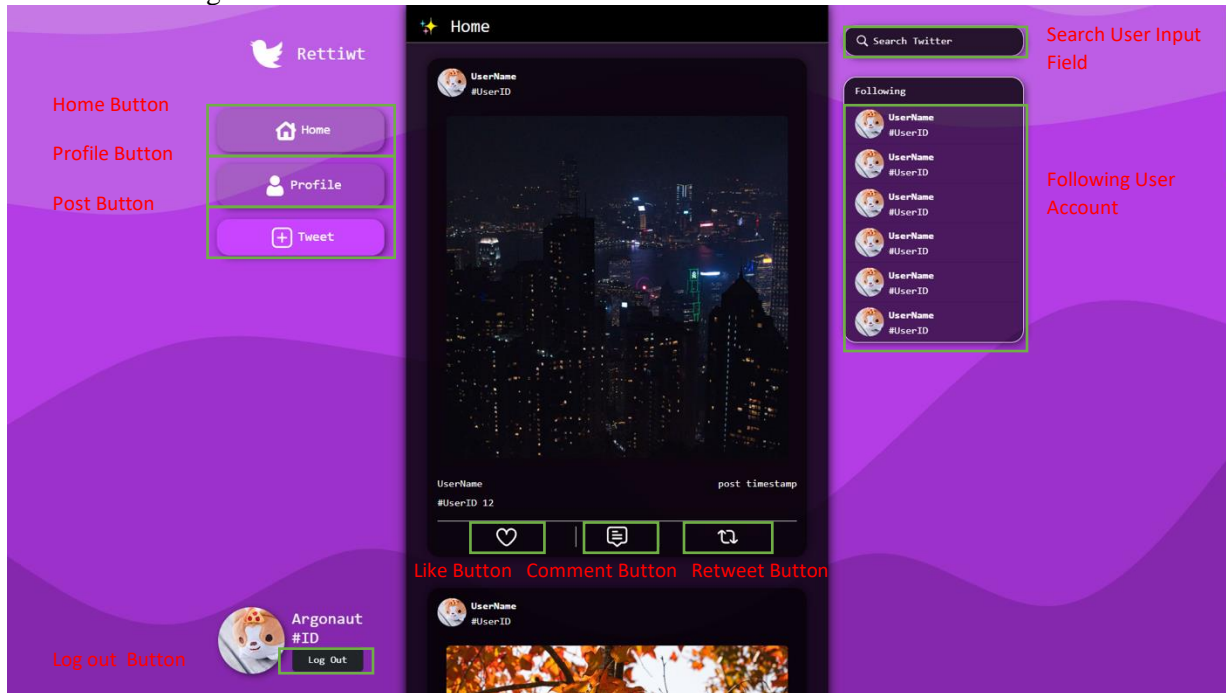 Rettiwt
Home Button
Profile Button
Post Button
Home
Profile
Tweet
Argonaut
#ID
Log Out
Log out Button
Home
UserName
#UserID
UserName
post timestamp
#UserID 12
Like Button
Comment Button
Retweet Button
UserName
#UserID
Search Twitter
Search User Input
Field
Following
UserName
#UserID
UserName
#UserID
UserName
#UserID
UserName
#UserID
UserName
#UserID
UserName
#UserID
Following User
Account